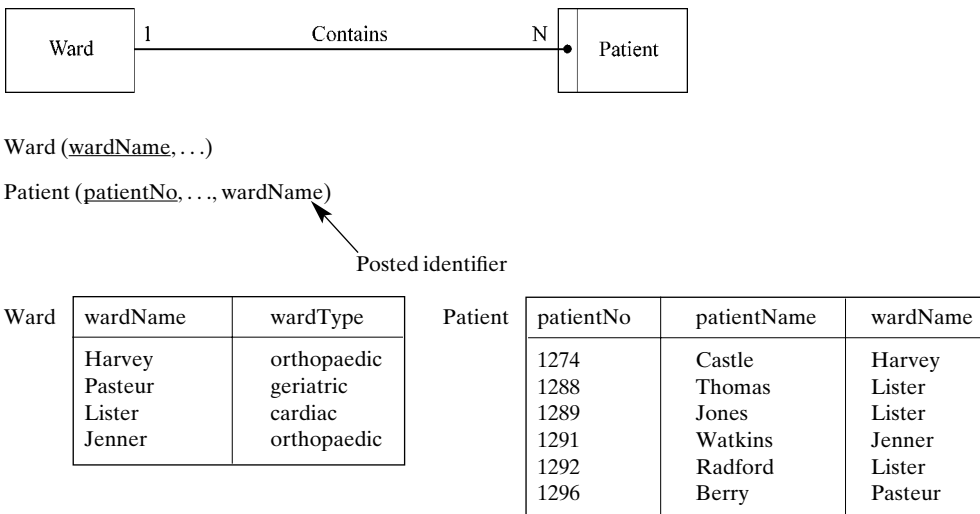 Ward 1 Contains N Patient
Ward (wardName, . . .)
Patient (patientNo, . . ., wardName)
Posted identifier
Ward wardName wardType
Harvey orthopaedic
Pasteur geriatric
Lister cardiac
Jenner orthopaedic
Patient patientNo patientName wardName
1274 Castle Harvey
1288 Thomas Lister
1289 Jones Lister
1291 Watkins Jenner
1292 Radford Lister
1296 Berry Pasteur